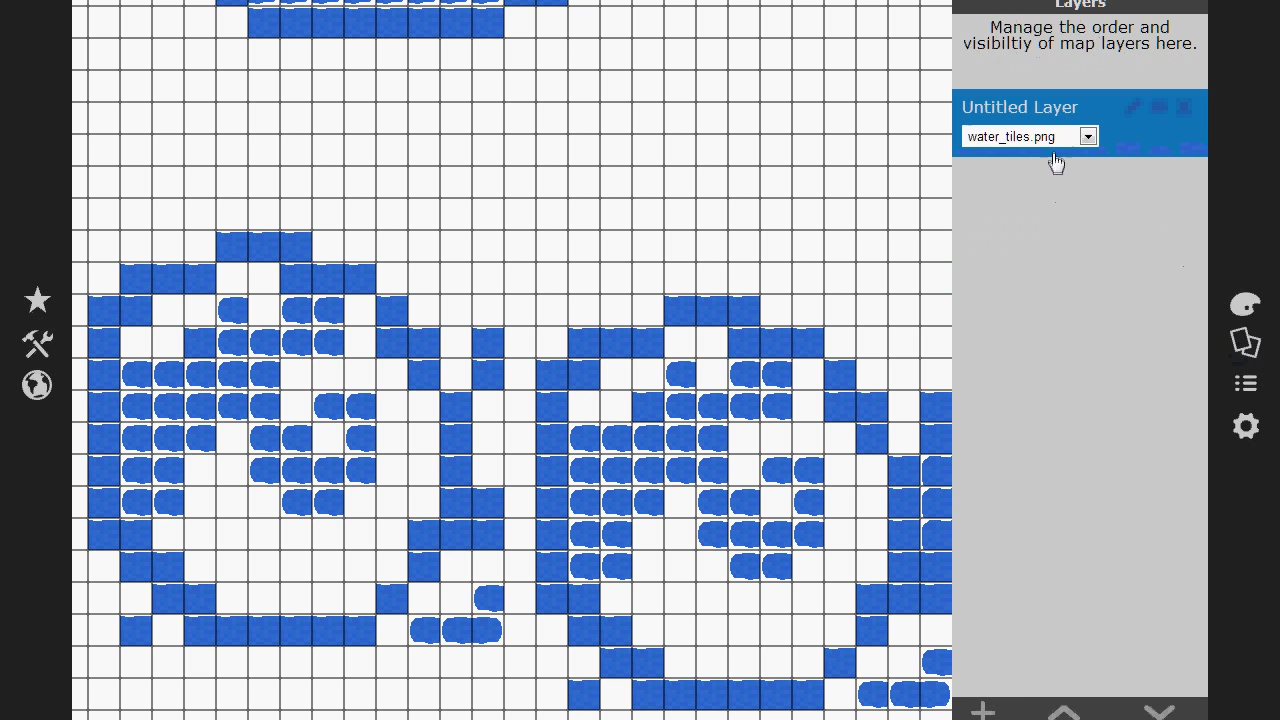 Layers
Manage the order and
visibiltiy of map layers here.
Untitled Layer
water_tiles.png